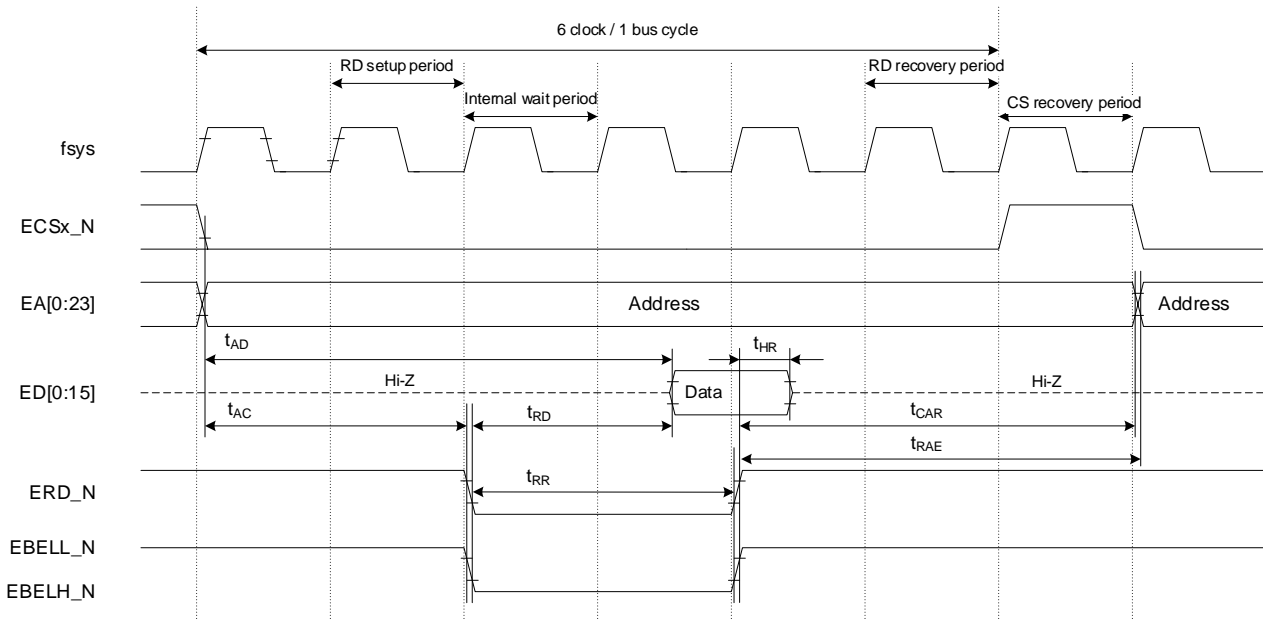 6 clock / 1 bus cycle
RD setup period
RD recovery period
Internal wait period
CS recovery period
fsys
ECSx_N
EA[0:23]
Address
Address
tAD
tHR
Hi-Z
Hi-Z
ED[0:15]
Data
tAC
tRD
tCAR
tRAE
tRR
ERD_N
EBELL_N
EBELH_N